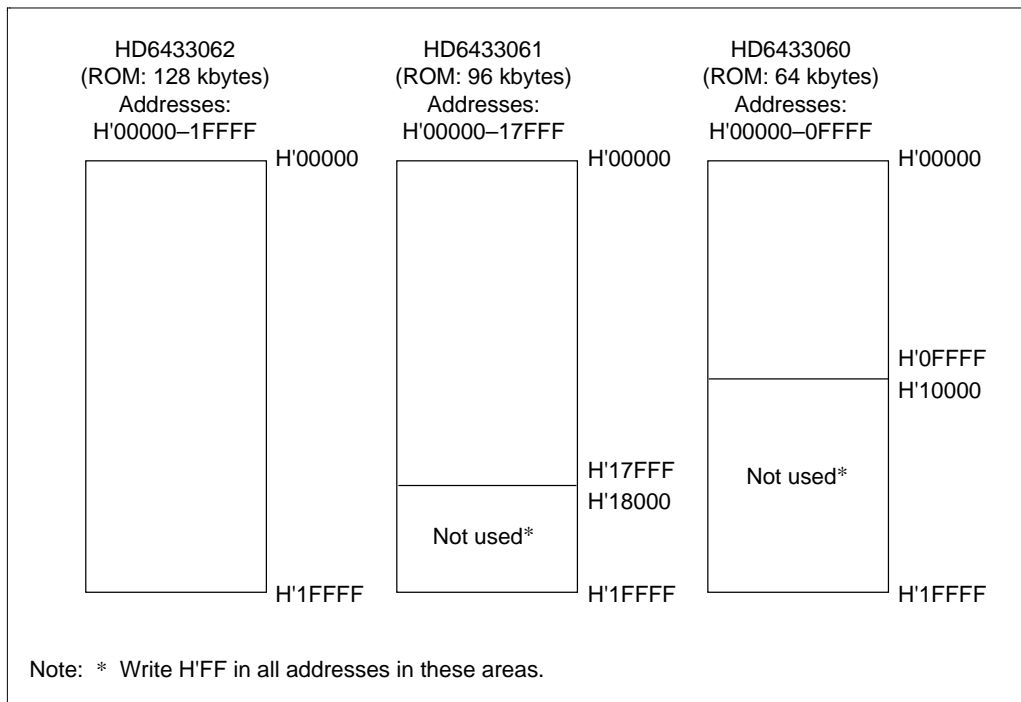 HD6433062
(ROM: 128 kbytes)
Addresses:
H'00000–1FFFF
H'00000
H'1FFFF
HD6433061
(ROM: 96 kbytes)
Addresses:
H'00000–17FFF
H'00000
H'17FFF
H'18000
Not used*
H'1FFFF
HD6433060
(ROM: 64 kbytes)
Addresses:
H'00000–0FFFF
H'00000
H'0FFFF
H'10000
Not used*
H'1FFFF
Note: * Write H'FF in all addresses in these areas.